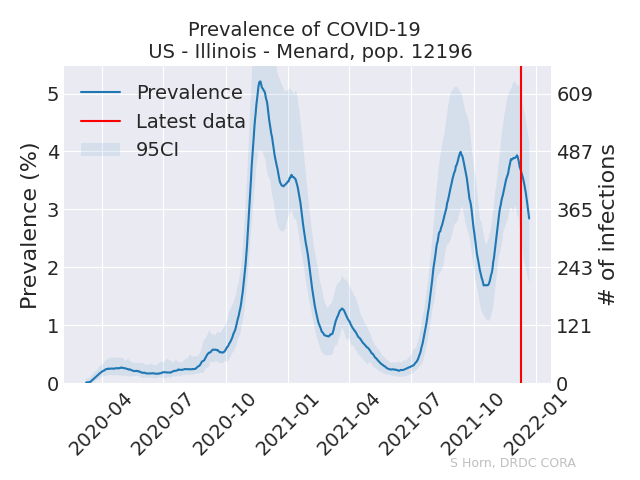 Prevalence of COVID-19
US - Illinois - Menard, pop. 12196
Prevalence
Latest data
95CI
Prevalence (%)
5
4
3
2
1
0
# of infections
609
487
365
243
121
0
2020-04
2020-07
2020-10
2021-01
2021-04
2021-07
2021-10
2022-01
S Horn, DRDC CORA